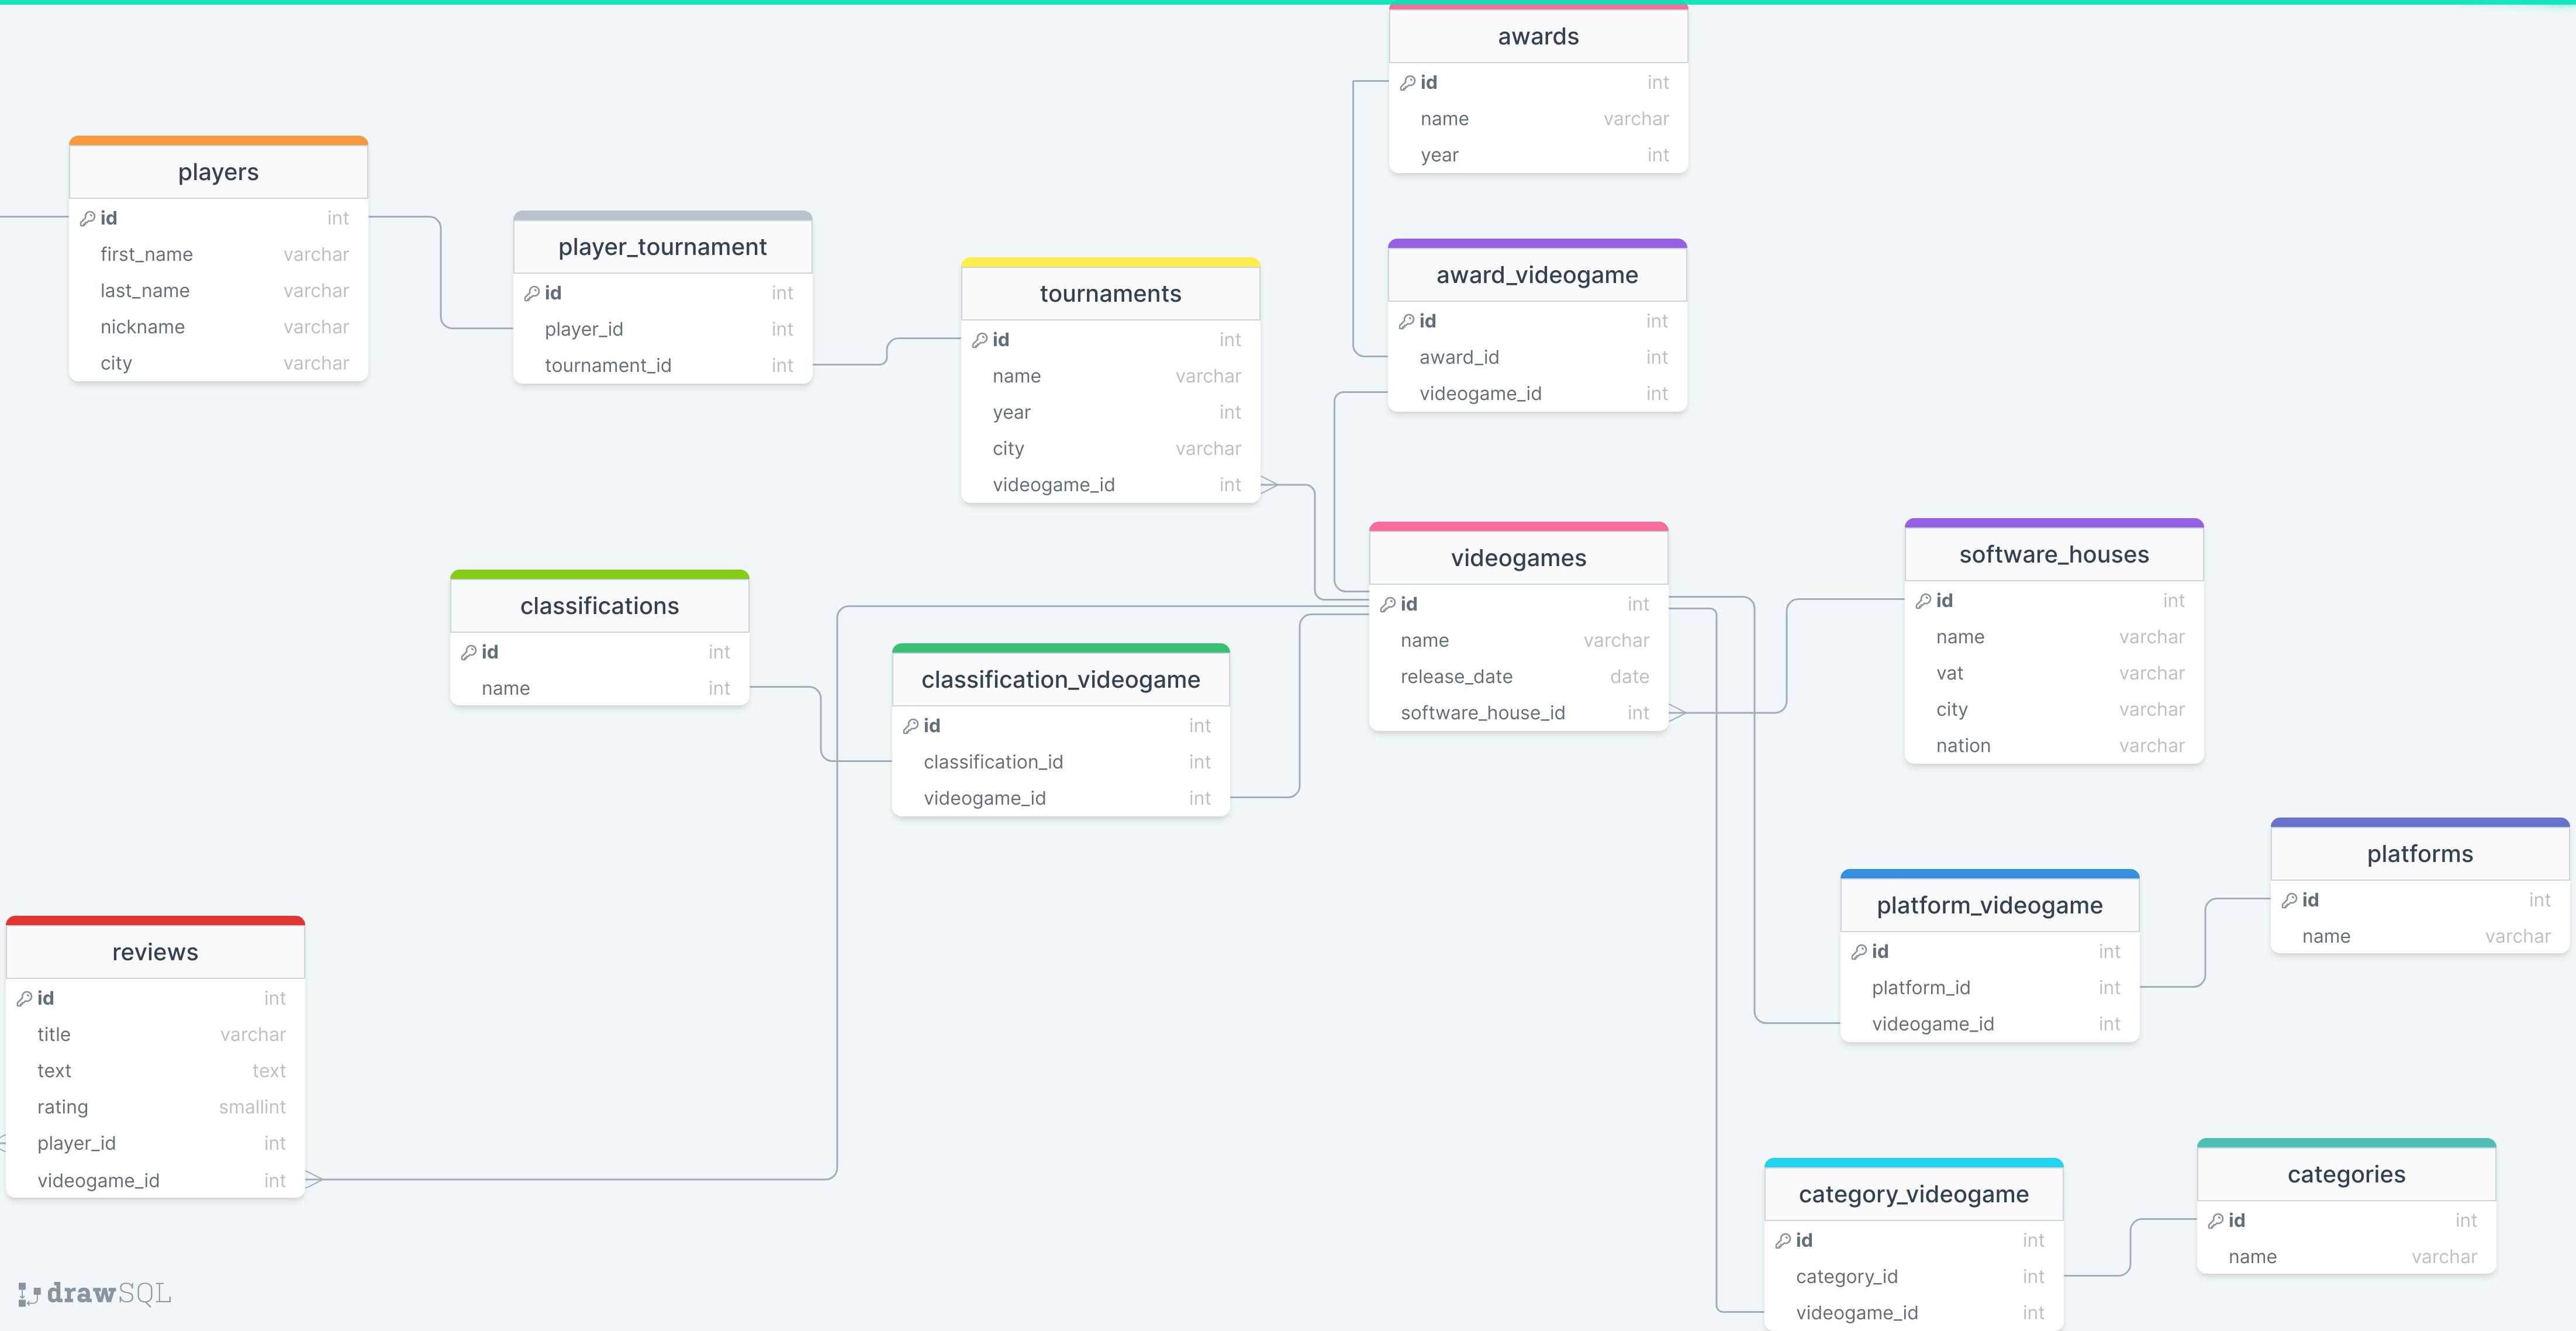 awards
id int
name varchar
year int
players
id int
first_name varchar
last_name varchar
nickname varchar
city varchar
player_tournament
id int
player_id int
tournament_id int
tournaments
id int
name varchar
year int
city varchar
videogame_id int
award_videogame
id int
award_id int
videogame_id int
classifications
id int
name int
classification_videogame
id int
classification_id int
videogame_id int
videogames
id int
name varchar
release_date date
software_house_id int
software_houses
id int
name varchar
vat varchar
city varchar
nation varchar
platforms
id int
name varchar
platform_videogame
id int
platform_id int
videogame_id int
reviews
id int
title varchar
text text
rating smallint
player_id int
videogame_id int
category_videogame
id int
category_id int
videogame_id int
categories
id int
name varchar
drawSQL